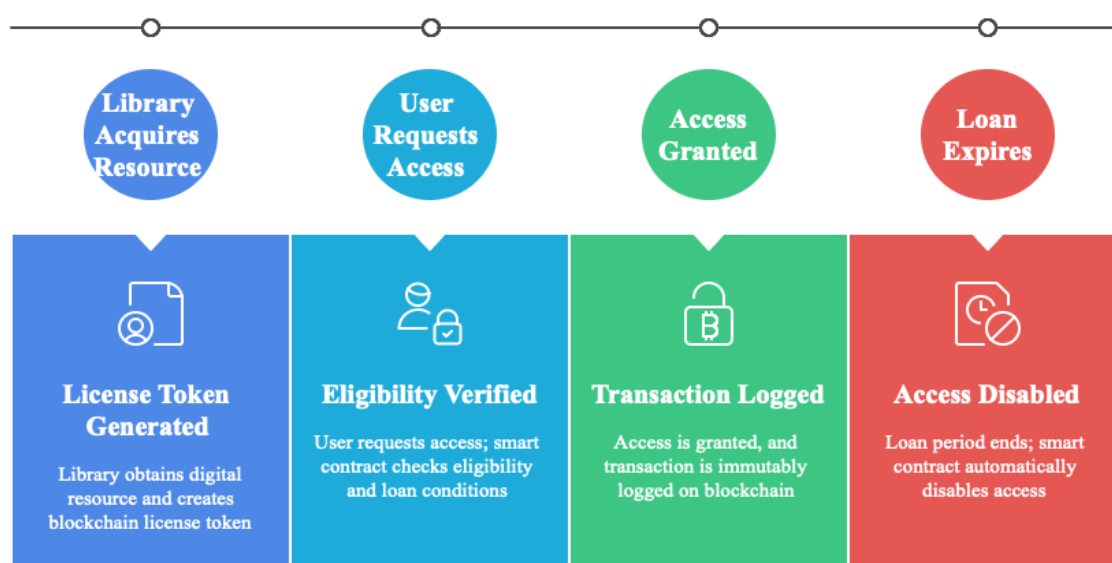 Library
Acquires
Resource
User
Requests
Access
Access
Granted
Loan
Expires
License Token
Generated
Library obtains digital
resource and creates
blockchain license token
Eligibility Verified
User requests access; smart
contract checks eligibility
and loan conditions
Transaction Logged
Access is granted, and
transaction is immutably
logged on blockchain
Access Disabled
Loan period ends; smart
contract automatically
disables access